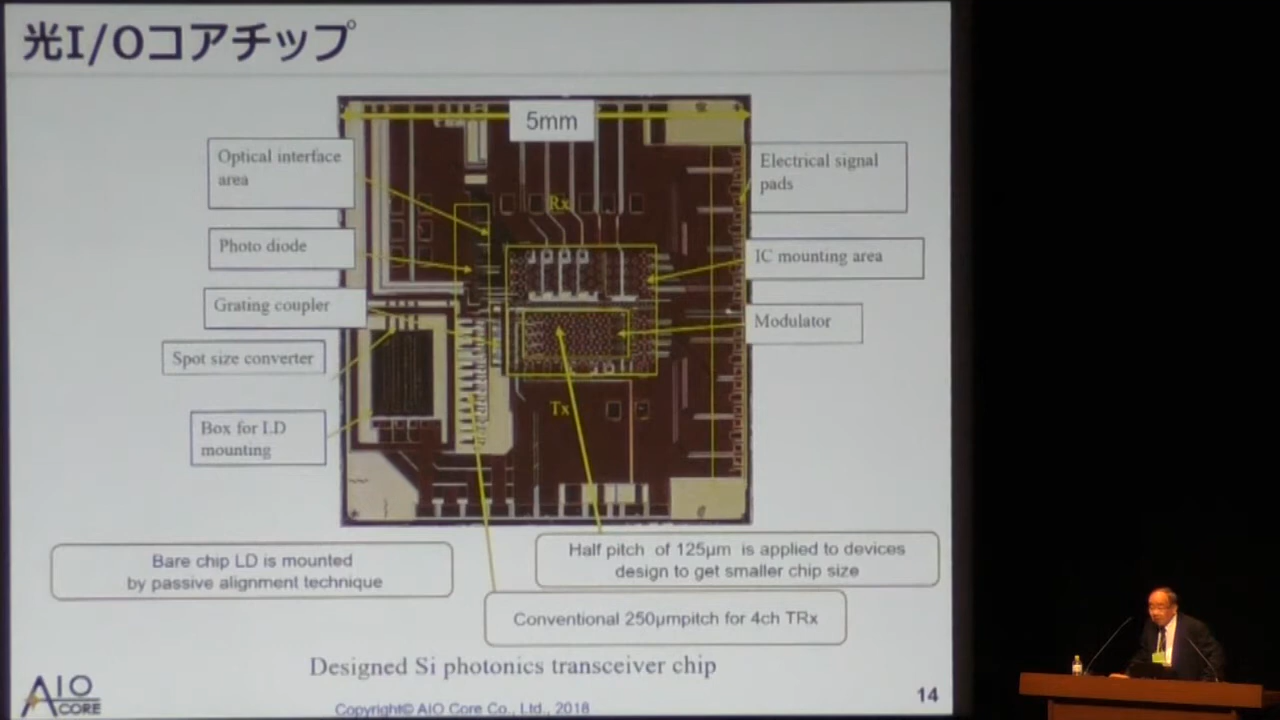 光I/Oコアチップ
5mm
Optical interface
area
Photo diode
Grating coupler
Spot size converter
Box for LD
mounting
Electrical signal
pads
IC mounting area
Modulator
Rx
Tx
Bare chip LD is mounted
by passive alignment technique
Half pitch of 125μm is applied to devices
design to get smaller chip size
Conventional 250μmpitch for 4ch TRx
Designed Si photonics transceiver chip
AIO
CORE
Copyright© AIO Core Co., Ltd., 2018
14